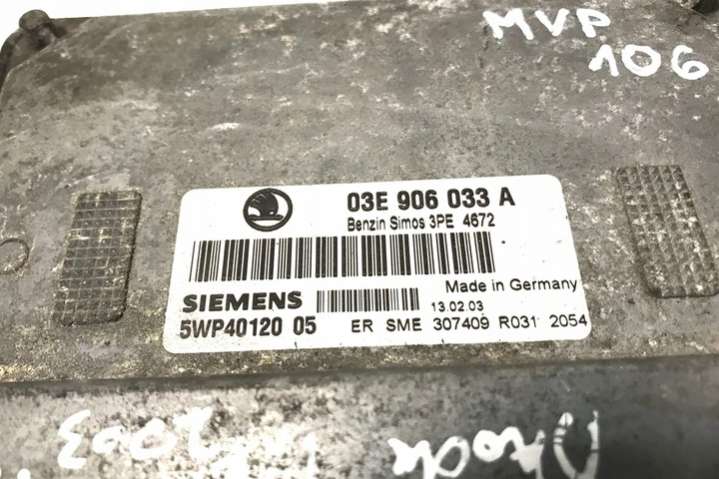 MVP
106
03E 906 033 A
Benzin Simos 3PE 4672
Made in Germany
SIEMENS
13.02.03
5WP40120 05 ER SME 307409 R031 2054
2003